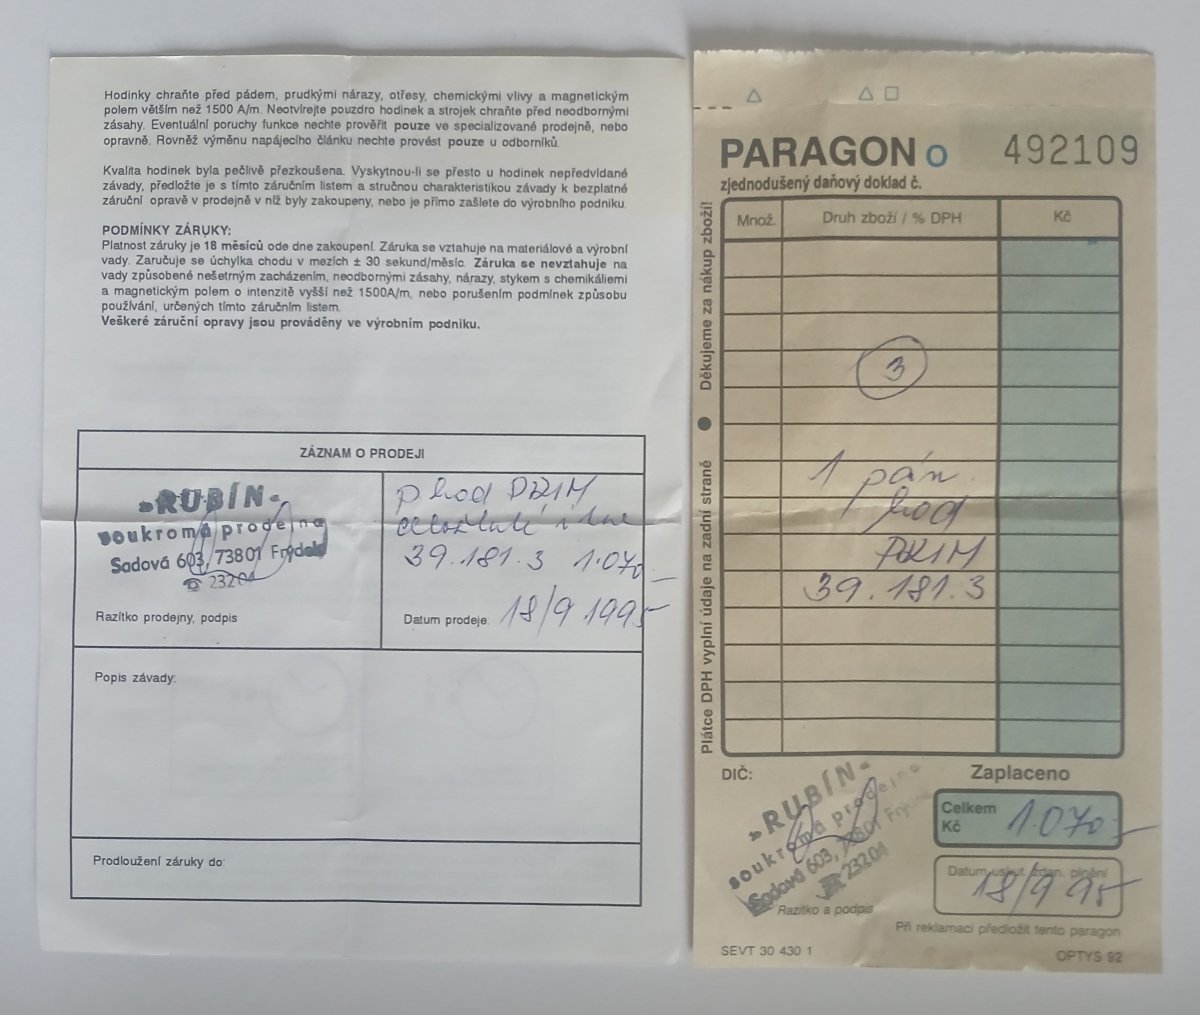 Hodinky chraňte před pádem, prudkými nárazy, otřesy, chemickými vlivy a magnetickým
polem větším než 1500 A/m. Neotvírejte pouzdro hodinek a strojek chraňte před neodbornými
zásahy. Eventuální poruchy funkce nechte prověřit pouze ve specializované prodejně, nebo
opravně. Rovněž výměnu napájecího článku nechte provést pouze u odborníků.
Kvalita hodinek byla pečlivě přezkoušena. Vyskytnou-li se přesto u hodinek nepředvídané
závady, předložte je s tímto záručním listem a stručnou charakteristikou závady k bezplatné
záruční opravě v prodejně v níž byly zakoupeny, nebo je přímo zašlete do výrobního podniku.
PODMÍNKY ZÁRUKY:
Platnost záruky je 18 měsíců ode dne zakoupení. Záruka se vztahuje na materiálové a výrobní
vady. Zaručuje se úchylka chodu v mezích ± 30 sekund/měsíc. Záruka se nevztahuje na
vady způsobené nešetrným zacházením, neodbornými zásahy, nárazy, stykem s chemikáliemi
a magnetickým polem o intenzitě vyšší než 1500A/m, nebo porušením podmínek způsobu
používání, určených tímto záručním listem.
Veškeré záruční opravy jsou prováděny ve výrobním podniku.
ZÁZNAM O PRODEJI
»RUBÍN«
soukromá prodejna
Sadová 603, 73801 Frýdek
☎ 23204
Razítko prodejny, podpis
p hod PRIM
39.181.3 1.070,-
Datum prodeje: 18/9 1995
Popis závady:
Prodloužení záruky do:
PARAGON O 492109
zjednodušený daňový doklad č.
Množ. Druh zboží / % DPH Kč
3
1 pán
hod
PRIM
39.181.3
Plátce DPH vyplní údaje na zadní straně ● Děkujeme za nákup zboží!
DIČ:
Zaplaceno
Celkem
Kč 1.070,-
»RUBÍN«
soukromá prodejna
Sadová 603, 73801 Frýdek
☎ 23204
Razítko a podpis
Datum uskut. zdan. plnění
18/9 95
Při reklamaci předložit tento paragon
SEVT 30 430 1
OPTYS 92